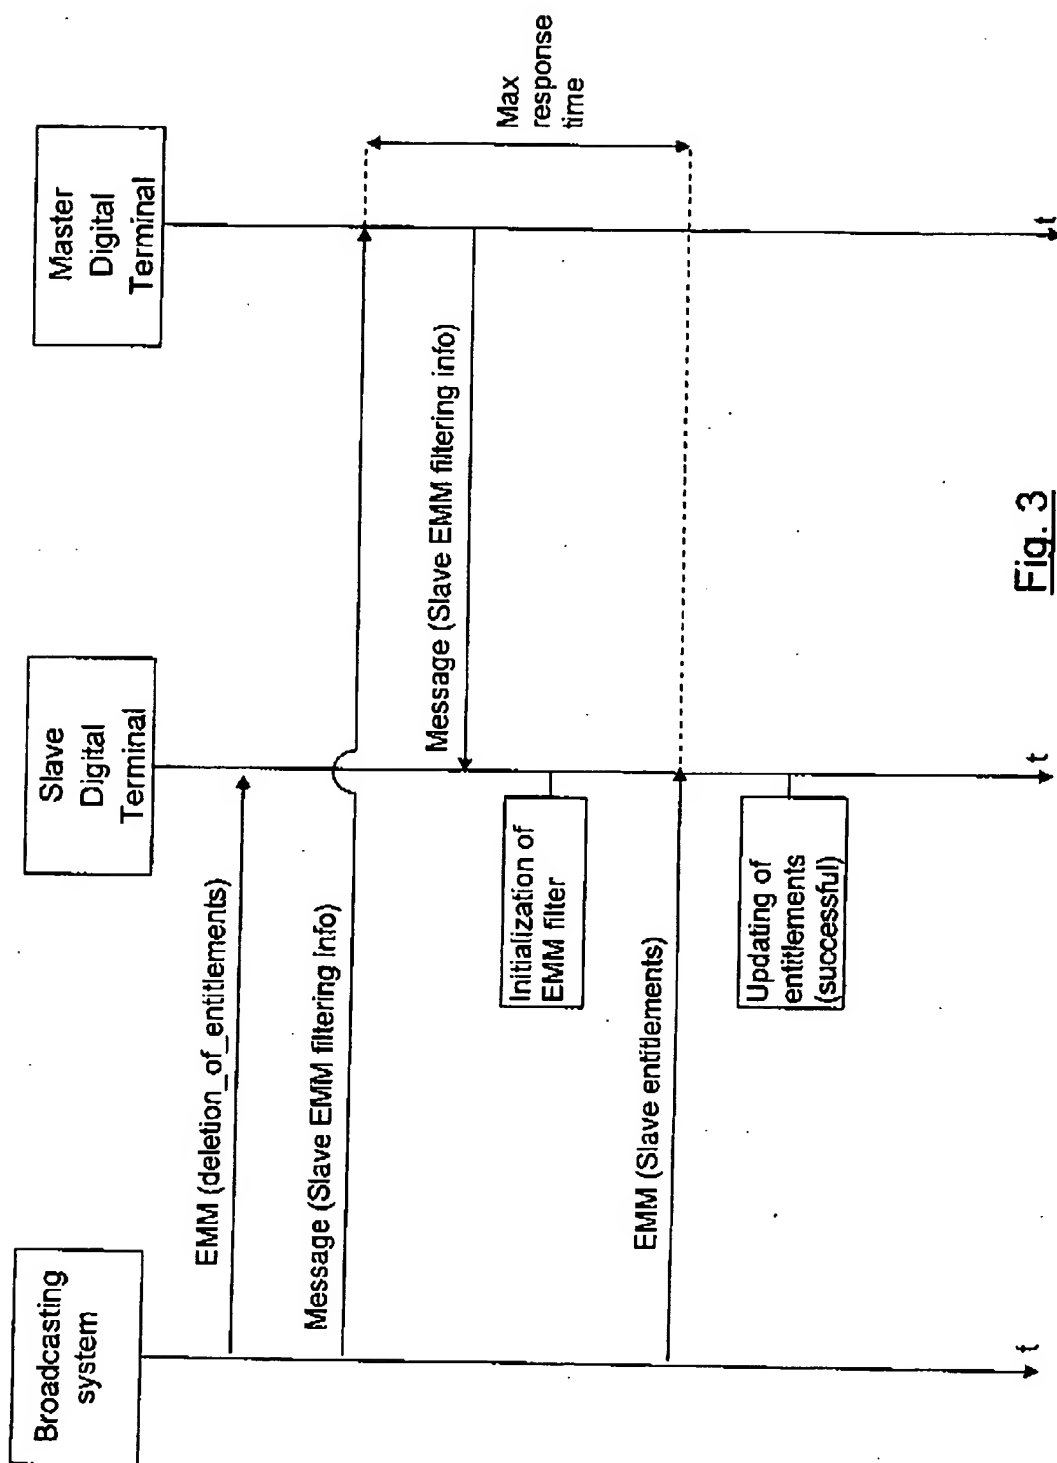 Broadcasting
system
Slave
Digital
Terminal
Master
Digital
Terminal
EMM (deletion_of_entitlements)
Message (Slave EMM filtering info)
Message (Slave EMM filtering info)
Max
response
time
Initialization of
EMM filter
EMM (Slave entitlements)
Updating of
entitlements
(successful)
t
t
t
Fig. 3